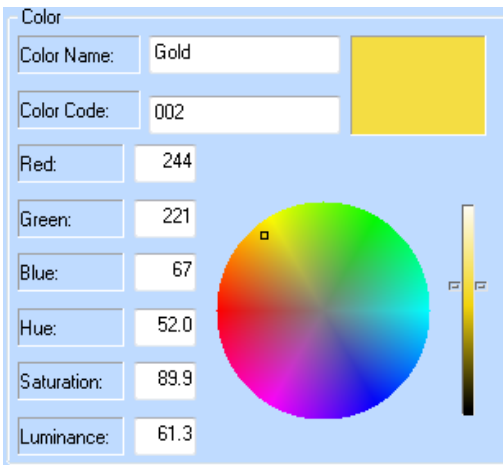 Color
Color Name: Gold
Color Code: 002
Red: 244
Green: 221
Blue: 67
Hue: 52.0
Saturation: 89.9
Luminance: 61.3